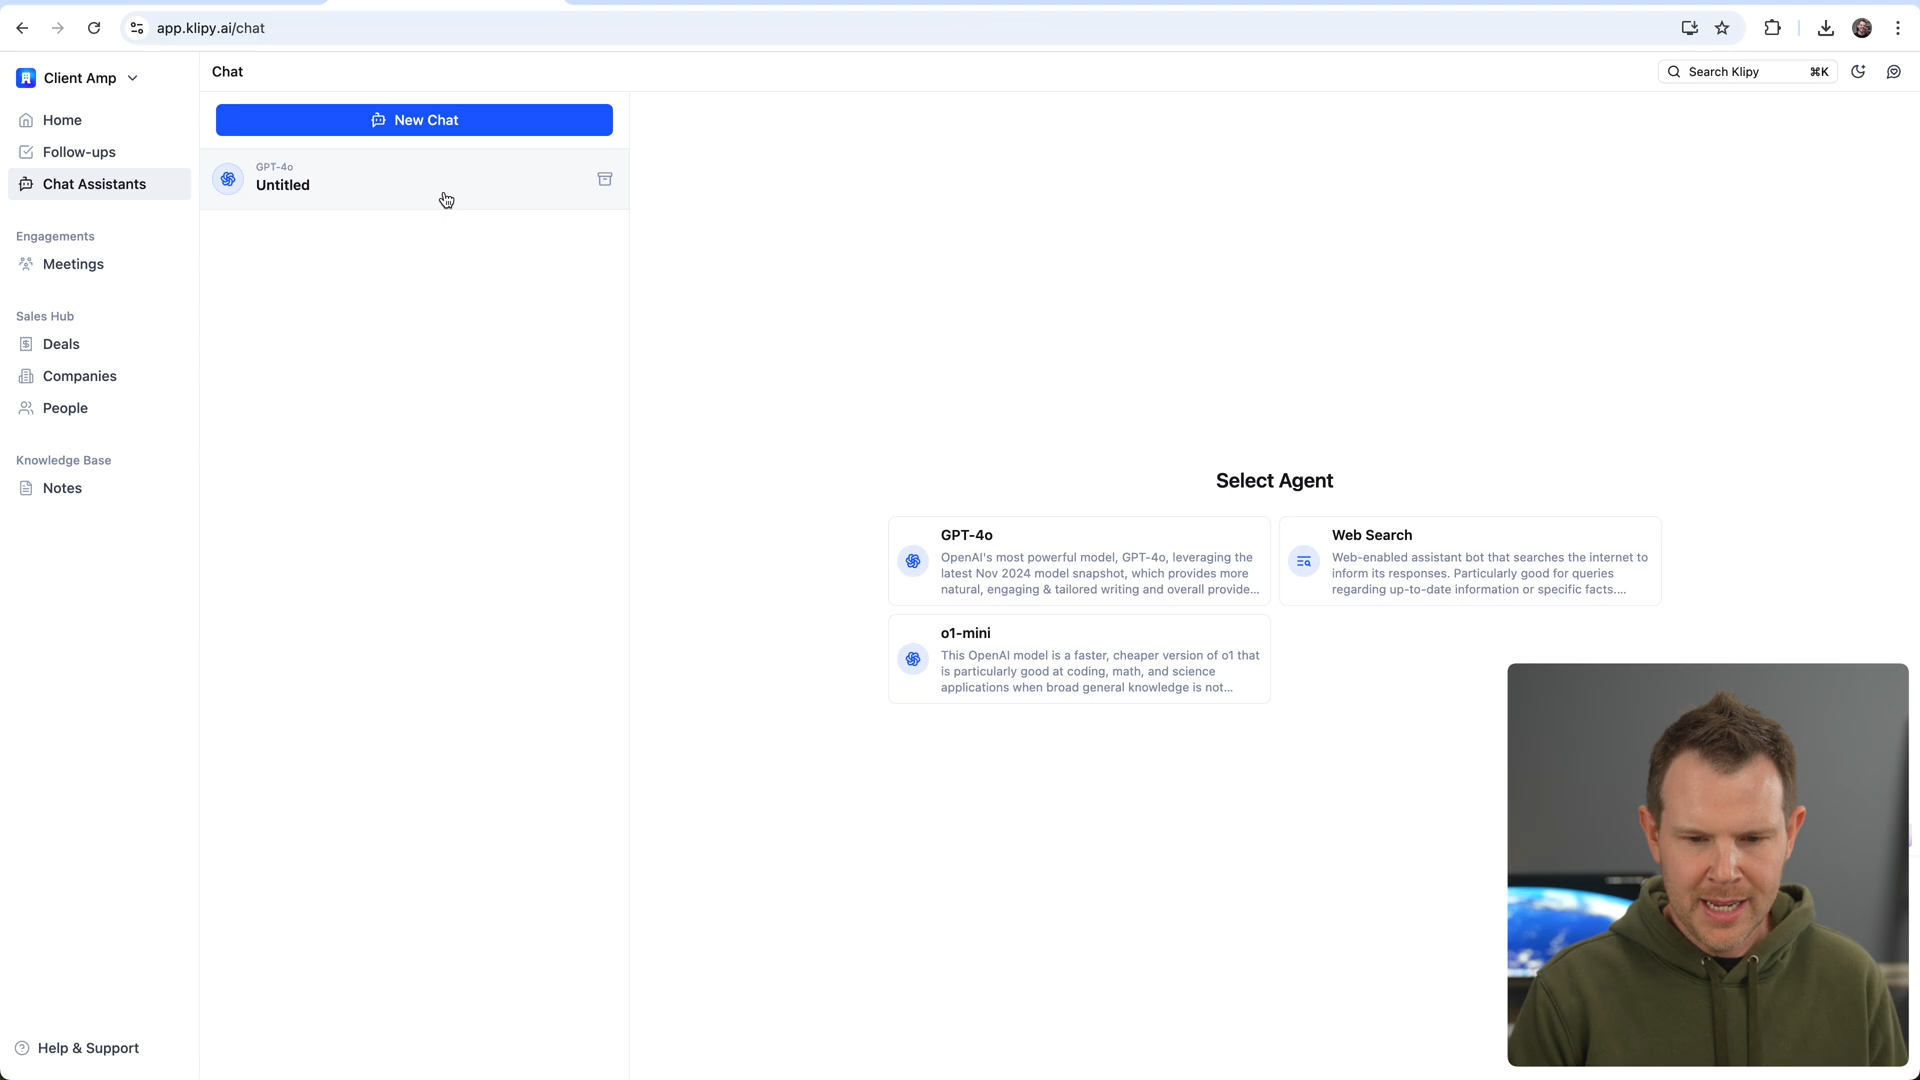 app.klipy.ai/chat
Client Amp
Chat
Search Klipy
⌘K
Home
Follow-ups
Chat Assistants
Engagements
Meetings
Sales Hub
Deals
Companies
People
Knowledge Base
Notes
Help & Support
New Chat
GPT-4o
Untitled
Select Agent
GPT-4o
OpenAI's most powerful model, GPT-4o, leveraging the
latest Nov 2024 model snapshot, which provides more
natural, engaging & tailored writing and overall provide...
Web Search
Web-enabled assistant bot that searches the internet to
inform its responses. Particularly good for queries
regarding up-to-date information or specific facts....
o1-mini
This OpenAI model is a faster, cheaper version of o1 that
is particularly good at coding, math, and science
applications when broad general knowledge is not...